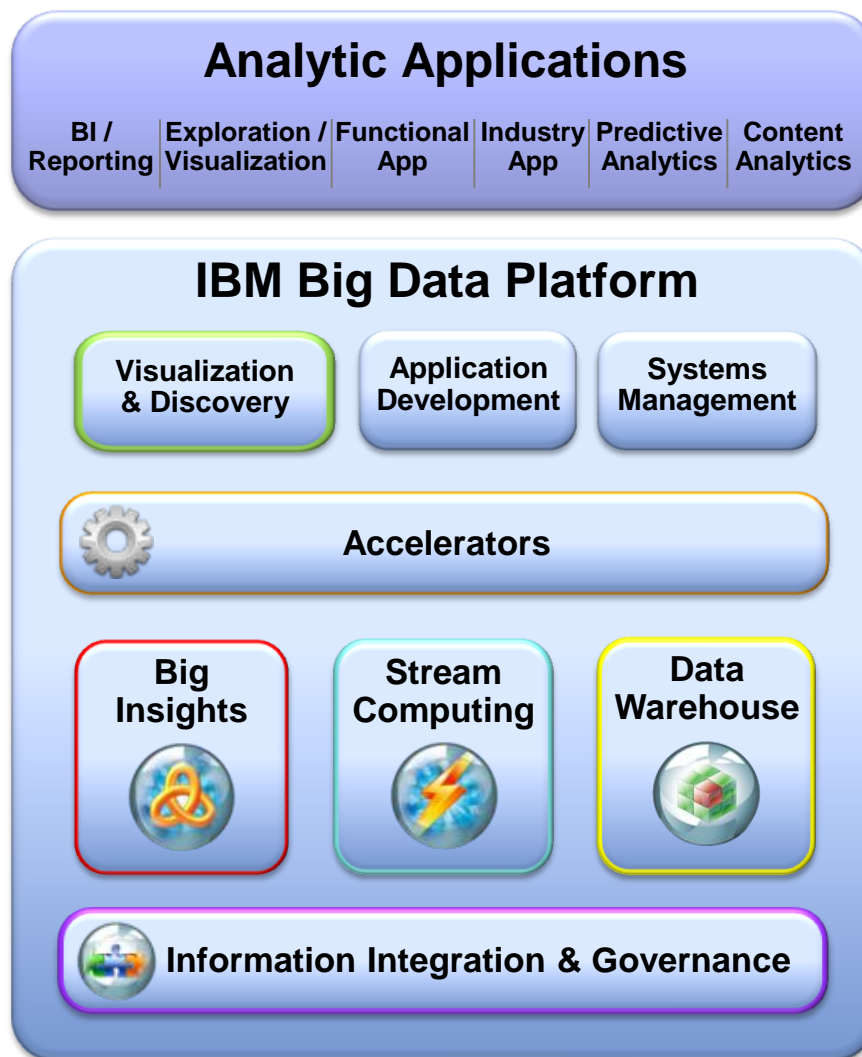 Analytic Applications
BI /
Reporting
Exploration /
Visualization
Functional
App
Industry
App
Predictive
Analytics
Content
Analytics
IBM Big Data Platform
Visualization
& Discovery
Application
Development
Systems
Management
Accelerators
Big
Insights
Stream
Computing
Data
Warehouse
Information Integration & Governance